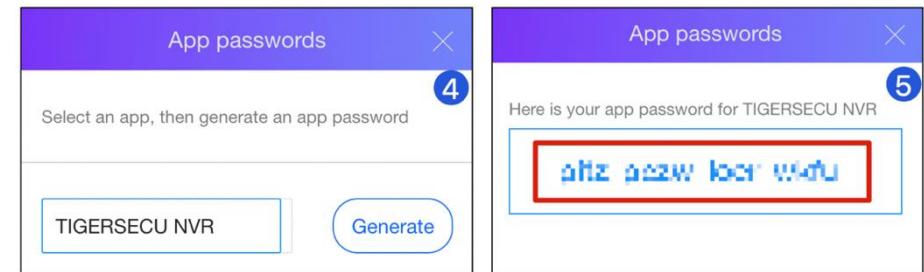 App passwords
4
Select an app, then generate an app password
TIGERSECU NVR
Generate
App passwords
5
Here is your app password for TIGERSECU NVR